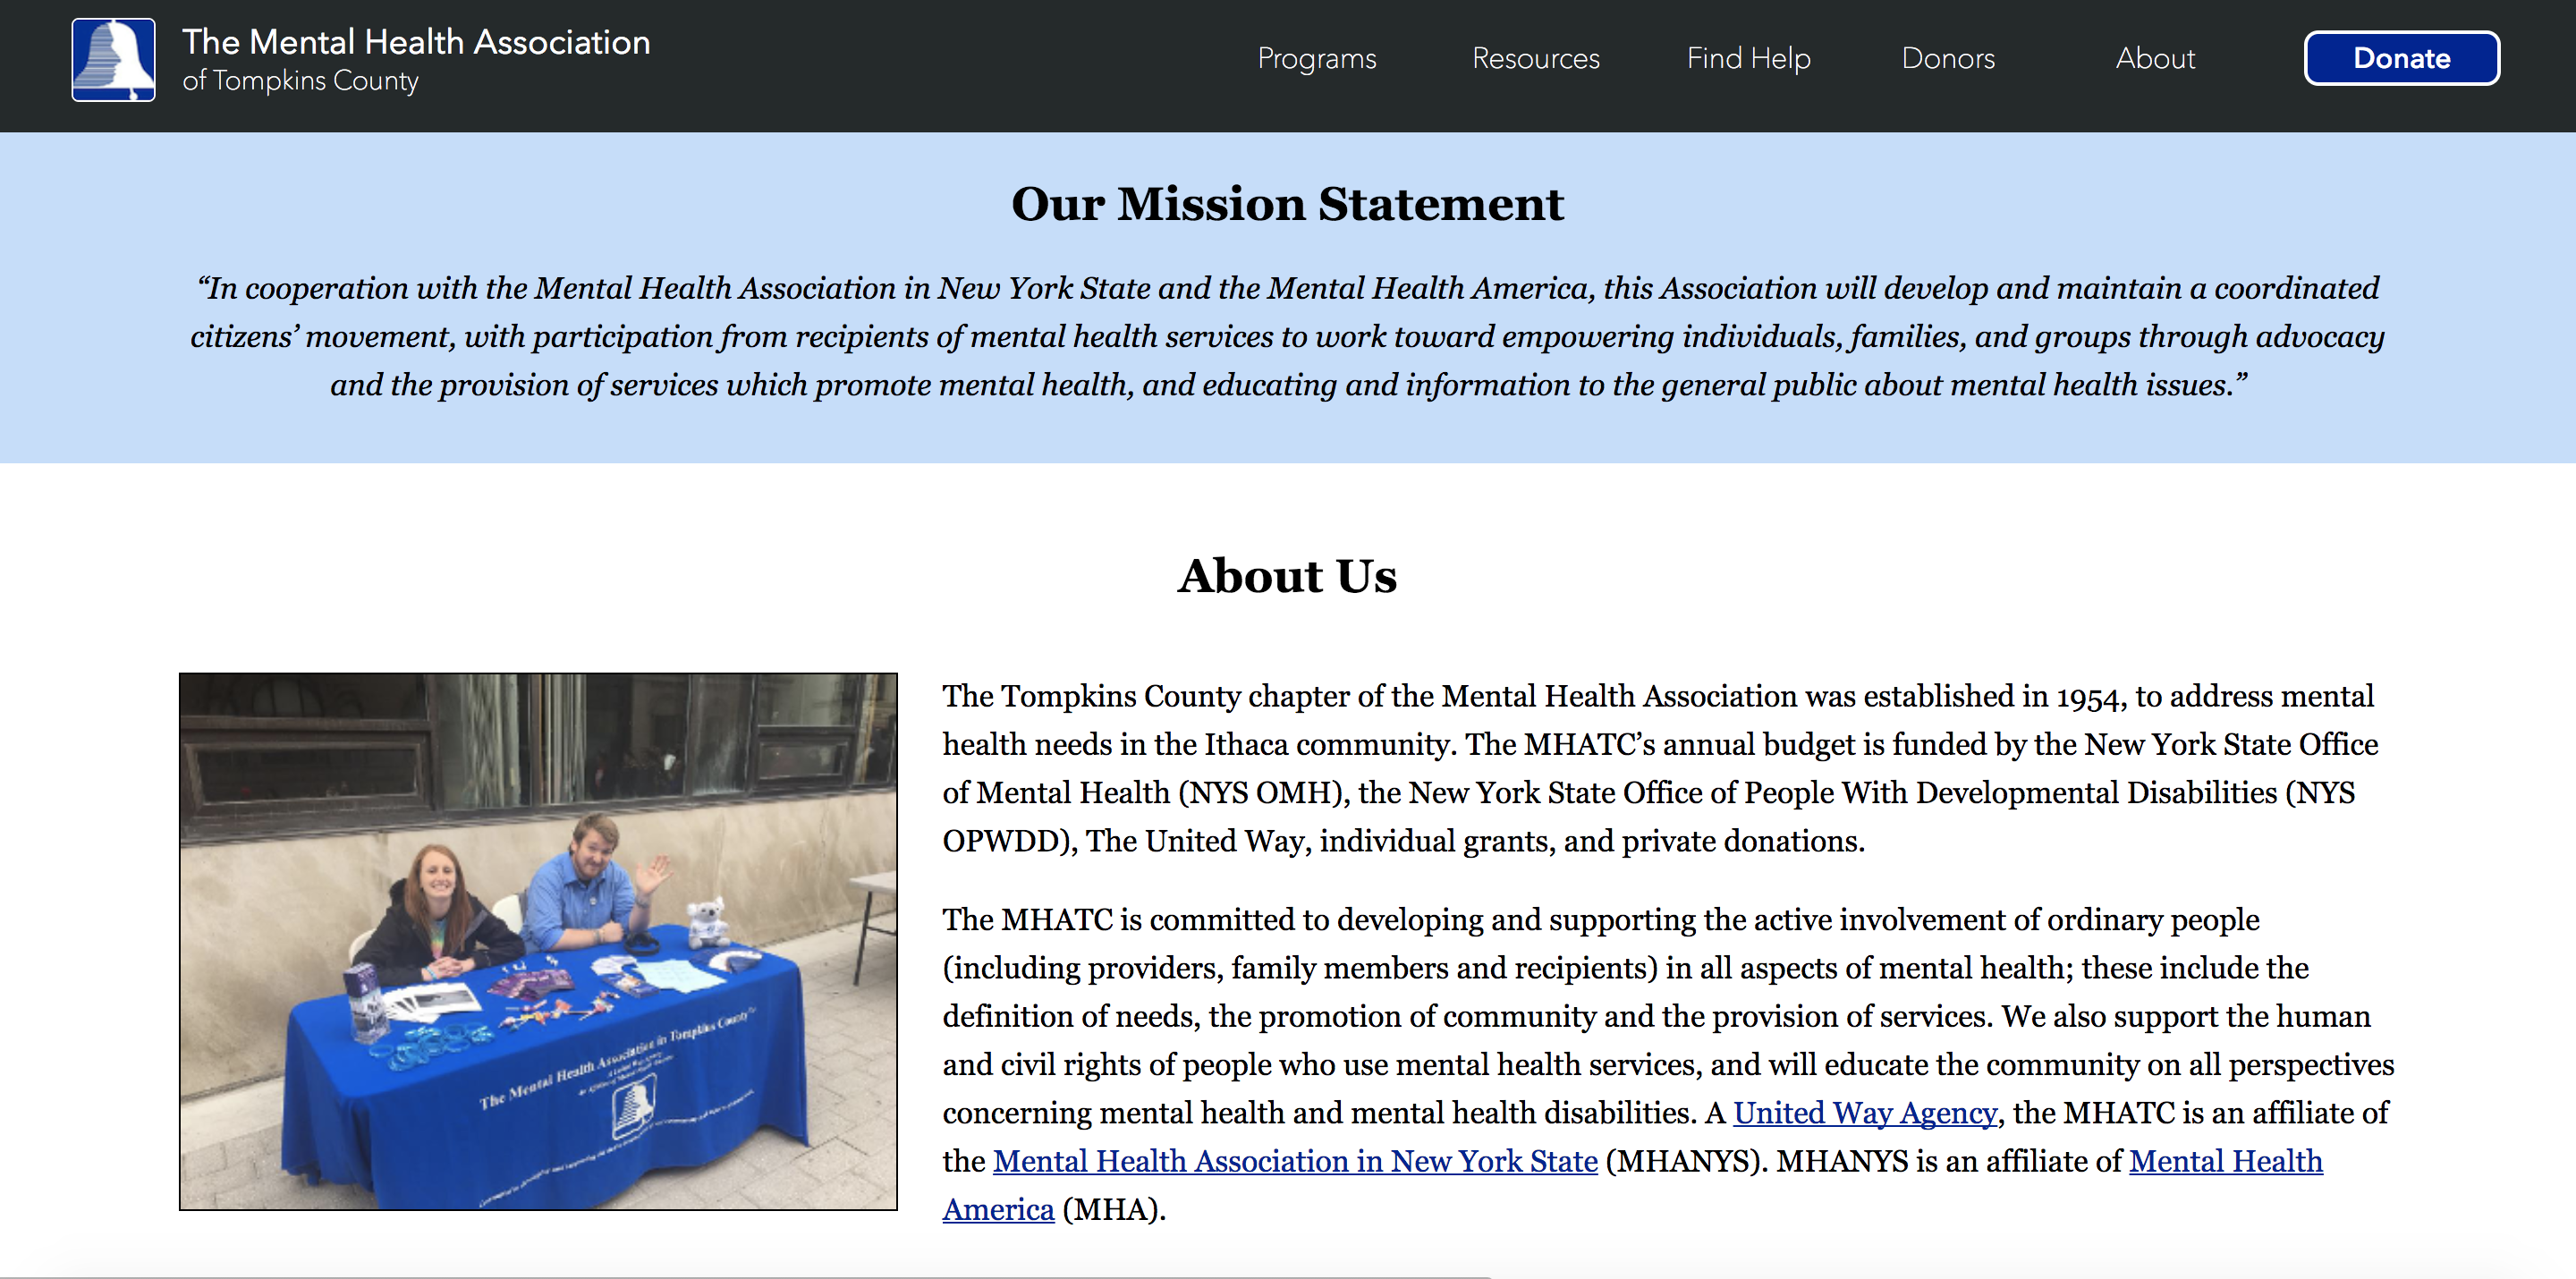 The Mental Health Association
of Tompkins County
Programs
Resources
Find Help
Donors
About
Donate
Our Mission Statement
“In cooperation with the Mental Health Association in New York State and the Mental Health America, this Association will develop and maintain a coordinated
citizens’ movement, with participation from recipients of mental health services to work toward empowering individuals, families, and groups through advocacy
and the provision of services which promote mental health, and educating and information to the general public about mental health issues.”
About Us
The Tompkins County chapter of the Mental Health Association was established in 1954, to address mental
health needs in the Ithaca community. The MHATC’s annual budget is funded by the New York State Office
of Mental Health (NYS OMH), the New York State Office of People With Developmental Disabilities (NYS
OPWDD), The United Way, individual grants, and private donations.
The MHATC is committed to developing and supporting the active involvement of ordinary people
(including providers, family members and recipients) in all aspects of mental health; these include the
definition of needs, the promotion of community and the provision of services. We also support the human
and civil rights of people who use mental health services, and will educate the community on all perspectives
concerning mental health and mental health disabilities. A United Way Agency, the MHATC is an affiliate of
the Mental Health Association in New York State (MHANYS). MHANYS is an affiliate of Mental Health
America (MHA).
The Mental Health Association in Tompkins County